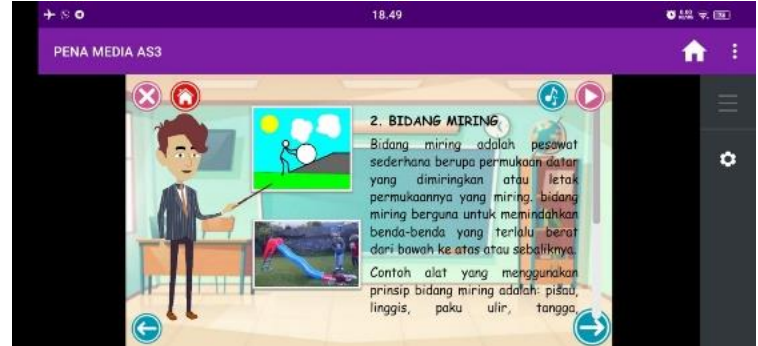 18.49
PENA MEDIA AS3
2. BIDANG MIRING
Bidang miring adalah pesawat
sederhana berupa permukaan datar
yang dimiringkan atau letak
permukaannya yang miring. bidang
miring berguna untuk memindahkan
benda-benda yang terlalu berat
dari bawah ke atas atau sebaliknya.
Contoh alat yang menggunakan
prinsip bidang miring adalah: pisau,
linggis, paku ulir, tangga,